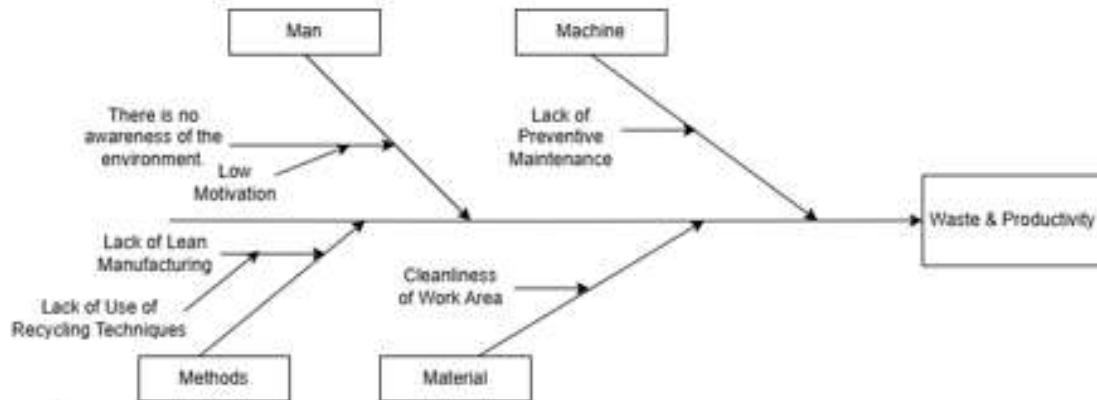 Man
Machine
There is no
awareness of the
environment
Low
Motivation
Lack of
Preventive
Maintenance
Waste & Productivity
Lack of Lean
Manufacturing
Lack of Use of
Recycling Techniques
Cleanliness
of Work Area
Methods
Material